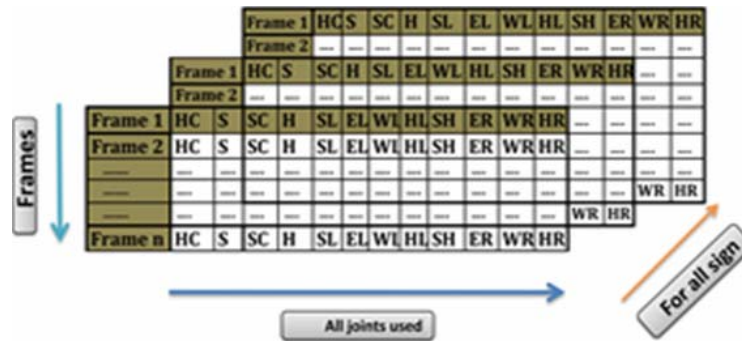 Frame 1 HC S SC H SL EL WL HL SH ER WR HR
Frame 2 .... .... .... .... .... .... .... .... .... .... .... ....
Frame 1 HC S SC H SL EL WL HL SH ER WR HR .... ....
Frame 2 .... .... .... .... .... .... .... .... .... .... .... .... .... ....
Frame 1 HC S SC H SL EL WL HL SH ER WR HR .... .... .... ....
Frame 2 HC S SC H SL EL WL HL SH ER WR HR .... .... .... ....
...... .... .... .... .... .... .... .... .... .... .... .... .... .... .... .... ....
...... .... .... .... .... .... .... .... .... .... .... .... .... .... .... WR HR
...... .... .... .... .... .... .... .... .... .... .... .... .... WR HR
Frame n HC S SC H SL EL WL HL SH ER WR HR
Frames
All joints used
For all sign